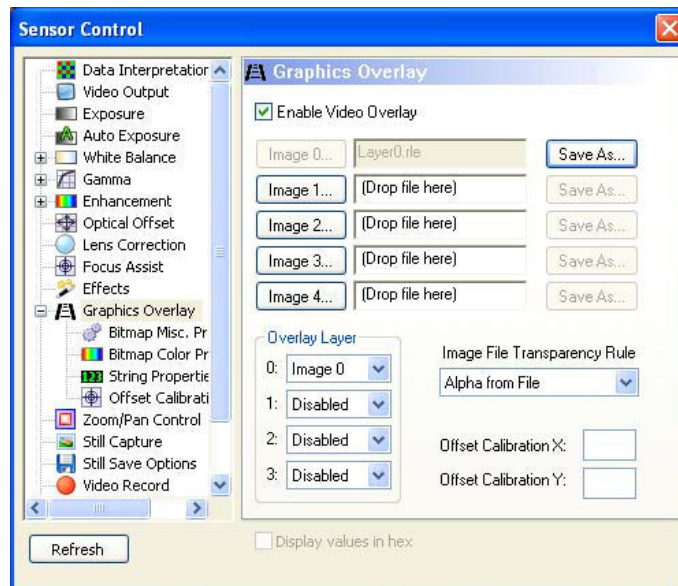 Sensor Control
Data Interpretation
Video Output
Exposure
Auto Exposure
White Balance
Gamma
Enhancement
Optical Offset
Lens Correction
Focus Assist
Effects
Graphics Overlay
Bitmap Misc. Pr
Bitmap Color Pr
123
String Propertie
Offset Calibrati
Zoom/Pan Control
Still Capture
Still Save Options
Video Record
Refresh
Graphics Overlay
Enable Video Overlay
Image 0... Layer0.rle Save As...
Image 1... (Drop file here) Save As...
Image 2... (Drop file here) Save As...
Image 3... (Drop file here) Save As...
Image 4... (Drop file here) Save As...
Overlay Layer
0: Image 0
1: Disabled
2: Disabled
3: Disabled
Image File Transparency Rule
Alpha from File
Offset Calibration X:
Offset Calibration Y:
Display values in hex